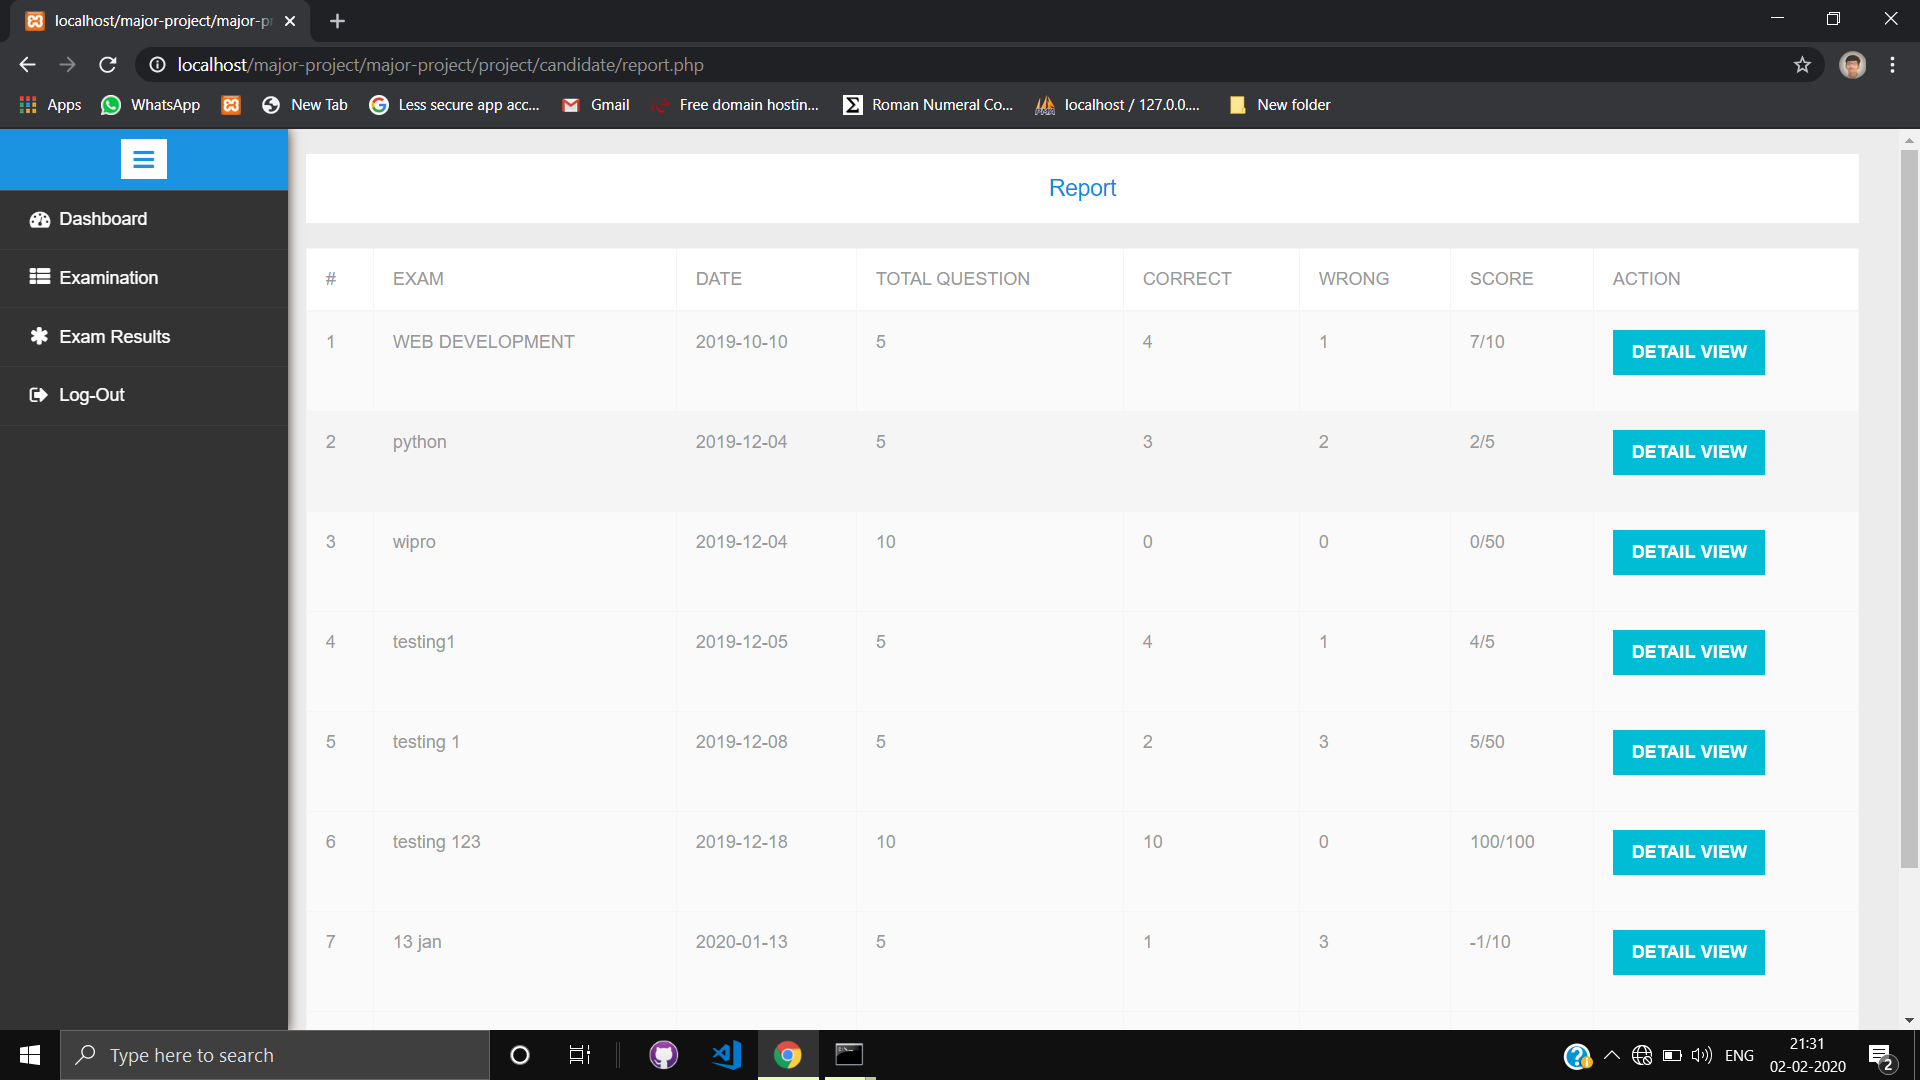 localhost/major-project/major-pr
localhost/major-project/major-project/project/candidate/report.php
Apps WhatsApp New Tab Less secure app acc... Gmail Free domain hostin... Roman Numeral Co... localhost / 127.0.0.... New folder
Report
Dashboard
Examination
Exam Results
Log-Out
# EXAM DATE TOTAL QUESTION CORRECT WRONG SCORE ACTION
1 WEB DEVELOPMENT 2019-10-10 5 4 1 7/10 DETAIL VIEW
2 python 2019-12-04 5 3 2 2/5 DETAIL VIEW
3 wipro 2019-12-04 10 0 0 0/50 DETAIL VIEW
4 testing1 2019-12-05 5 4 1 4/5 DETAIL VIEW
5 testing 1 2019-12-08 5 2 3 5/50 DETAIL VIEW
6 testing 123 2019-12-18 10 10 0 100/100 DETAIL VIEW
7 13 jan 2020-01-13 5 1 3 -1/10 DETAIL VIEW
Type here to search
ENG
21:31
02-02-2020
2